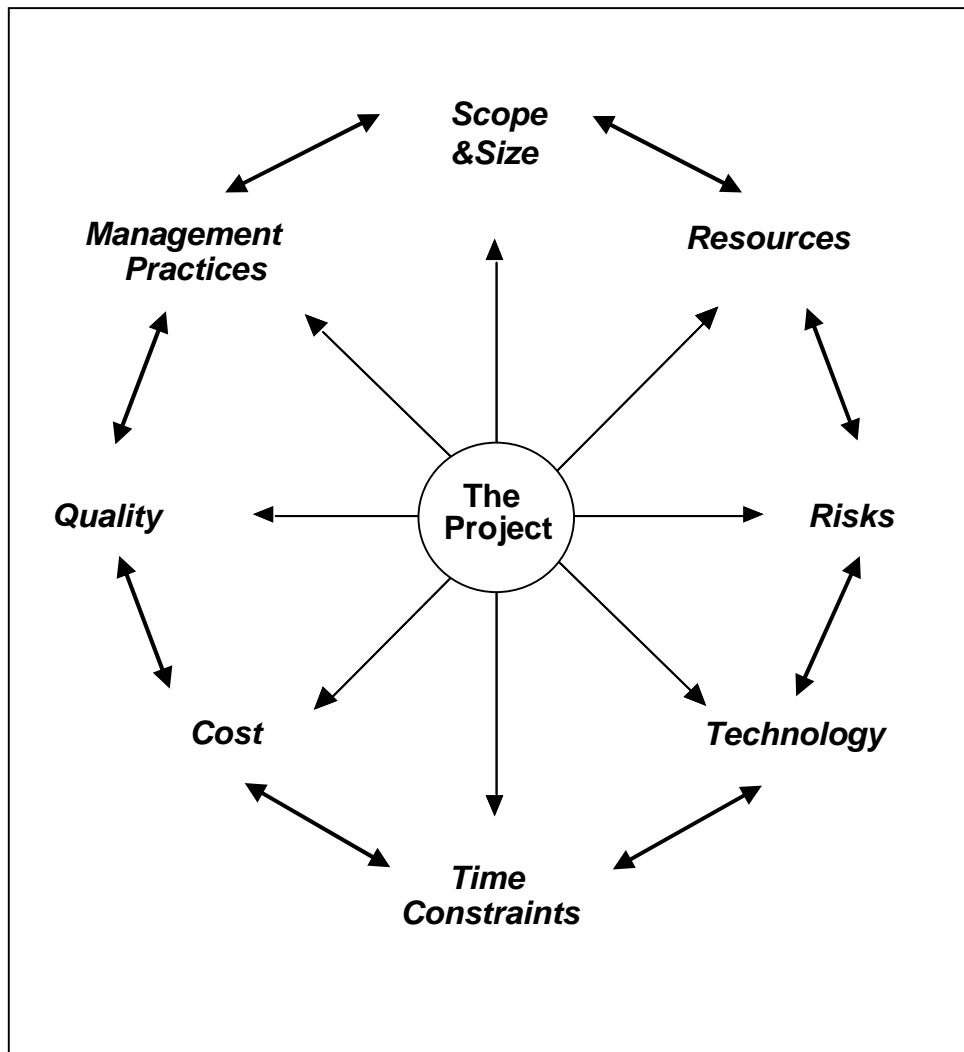 Scope
&Size
Management
Practices
Resources
The
Project
Quality
Risks
Cost
Technology
Time
Constraints